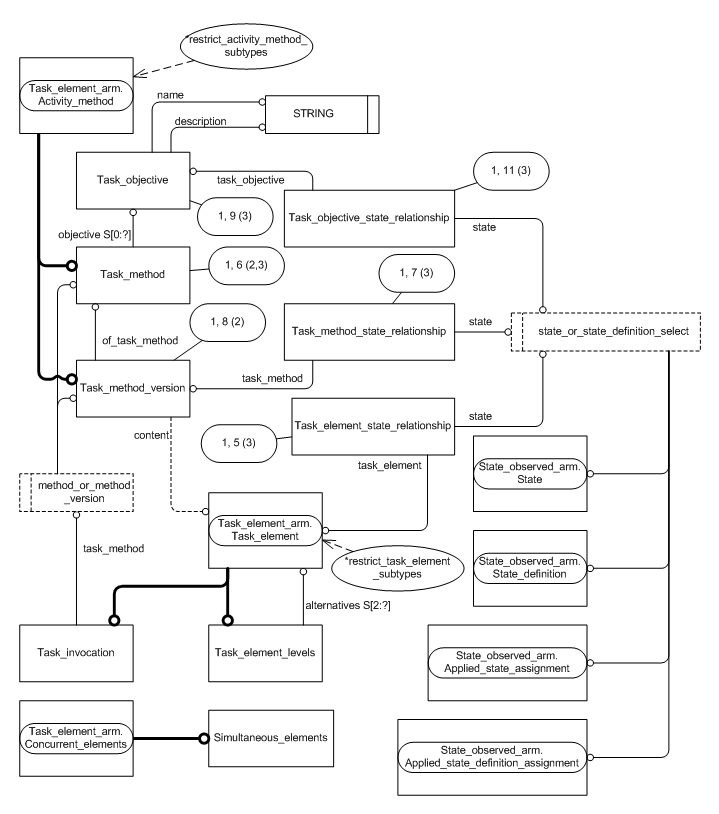 *restrict_activity_method_
subtypes
Task_element_arm.
Activity_method
name
description
STRING
Task_objective
task_objective
1, 11 (3)
1, 9 (3)
Task_objective_state_relationship
state
objective S[0:?]
Task_method
1, 6 (2,3)
1, 7 (3)
1, 8 (2)
of_task_method
Task_method_state_relationship
state
state_or_state_definition_select
Task_method_version
task_method
content
Task_element_state_relationship
state
1, 5 (3)
task_element
State_observed_arm.
State
method_or_method
_version
Task_element_arm.
Task_element
task_method
*restrict_task_element
_subtypes
State_observed_arm.
State_definition
alternatives S[2:?]
Task_invocation
Task_element_levels
State_observed_arm.
Applied_state_assignment
Task_element_arm.
Concurrent_elements
Simultaneous_elements
State_observed_arm.
Applied_state_definition_assignment